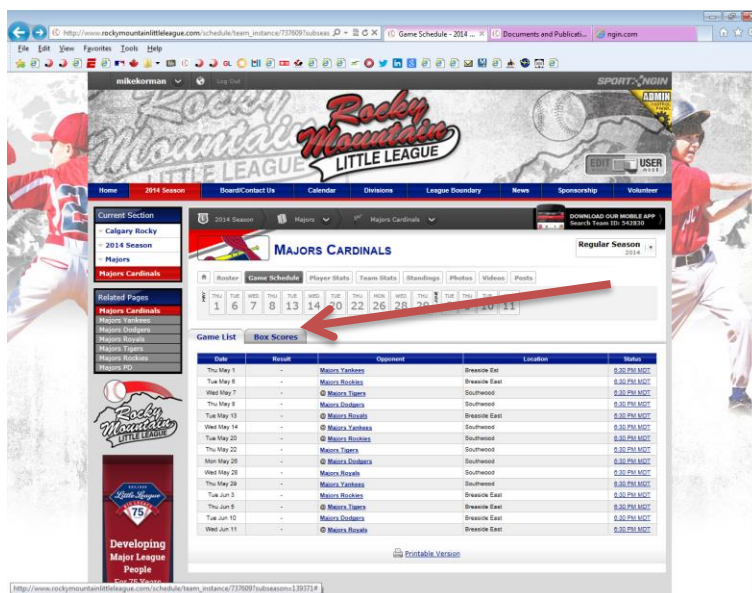 http://www.rockymountainlittleleague.com/schedule/team_instance/737609?subseas
Game Schedule - 2014 ...
Documents and Publicati...
ngin.com
File Edit View Favorites Tools Help
mikekorman
Log Out
SPORT NGIN
ADMIN
Rocky Mountain
LITTLE LEAGUE
Rocky
Mountain
LITTLE LEAGUE
EDIT
USER
MODE
Home 2014 Season Board/Contact Us Calendar Divisions League Boundary News Sponsorship Volunteer
Current Section
Calgary Rocky
2014 Season
Majors
Majors Cardinals
2014 Season Majors Majors Cardinals
DOWNLOAD OUR MOBILE APP
Search Team ID: 542830
MAJORS CARDINALS
Regular Season
2014
Roster Game Schedule Player Stats Team Stats Standings Photos Videos Posts
Related Pages
Majors Cardinals
Majors Yankees
Majors Dodgers
Majors Royals
Majors Tigers
Majors Rockies
Majors PD
MAY THU TUE WED THU TUE WED TUE THU MON WED THU TUE THU
1 6 7 8 13 14 20 22 26 28 29 10 11
Game List Box Scores
Date Result Opponent Location Status
Thu May 1 - Majors Yankees Breaside Est 6:30 PM MDT
Tue May 6 - Majors Rockies Breaside East 6:30 PM MDT
Wed May 7 - @ Majors Tigers Southwood 6:30 PM MDT
Thu May 8 - Majors Dodgers Southwood 6:30 PM MDT
Tue May 13 - @ Majors Royals Breaside East 6:30 PM MDT
Wed May 14 - @ Majors Yankees Southwood 6:30 PM MDT
Tue May 20 - @ Majors Rockies Southwood 6:30 PM MDT
Thu May 22 - Majors Tigers Southwood 6:30 PM MDT
Mon May 26 - @ Majors Dodgers Southwood 6:30 PM MDT
Wed May 28 - Majors Royals Southwood 6:30 PM MDT
Thu May 29 - Majors Yankees Southwood 6:30 PM MDT
Tue Jun 3 - Majors Rockies Breaside East 6:30 PM MDT
Thu Jun 5 - @ Majors Tigers Breaside East 6:30 PM MDT
Tue Jun 10 - Majors Dodgers Breaside East 6:30 PM MDT
Wed Jun 11 - @ Majors Royals Breaside East 6:30 PM MDT
Printable Version
Rocky
Mountain
LITTLE LEAGUE
Little League
75
Developing
Major League
People
For 75 Years
http://www.rockymountainlittleleague.com/schedule/team_instance/737609?subseason=139371#